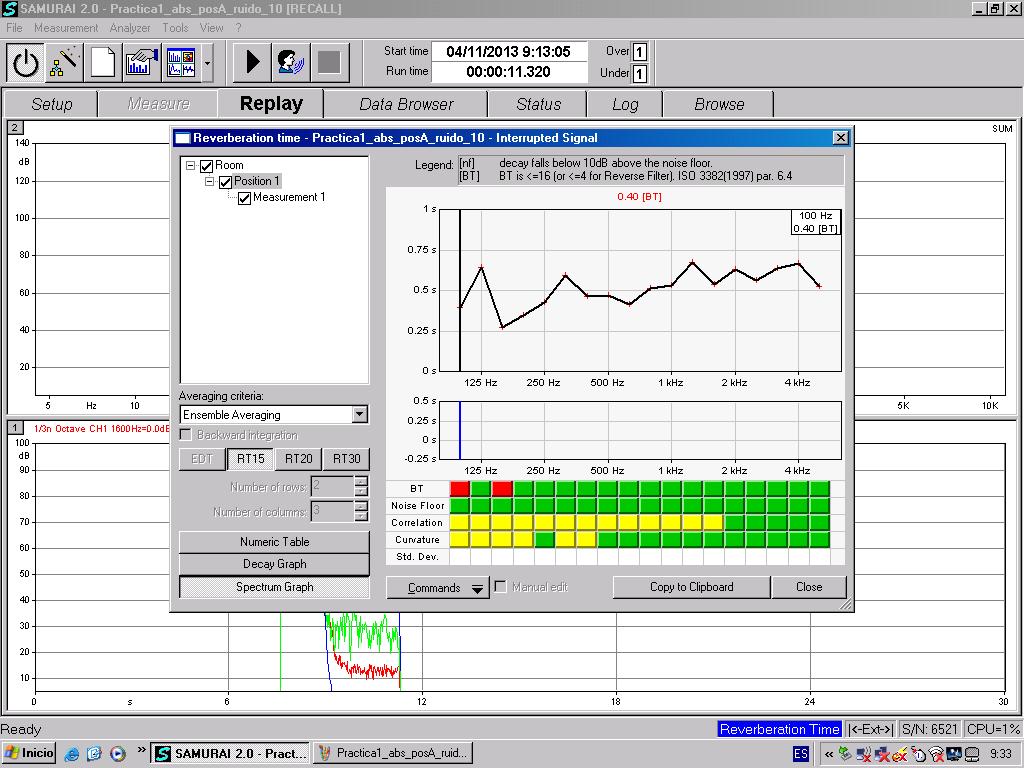 SAMURAI 2.0 - Practica1_abs_posA_ruido_10 [RECALL]
File Measurement Analyzer Tools View ?
Start time 04/11/2013 9:13:05 Over 1
Run time 00:00:11.320 Under 1
Setup Measure Replay Data Browser Status Log Browse
2
SUM
140
dB
120
100
80
60
40
20
5 Hz 10
5K 10K
Reverberation time - Practica1_abs_posA_ruido_10 - Interrupted Signal
Room
Position 1
Measurement 1
Legend: [nf] decay falls below 10dB above the noise floor.
[BT] BT is <=16 (or <=4 for Reverse Filter). ISO 3382(1997) par. 6.4
0.40 [BT]
100 Hz
0.40 [BT]
1 s
0.75 s
0.5 s
0.25 s
0 s
125 Hz 250 Hz 500 Hz 1 kHz 2 kHz 4 kHz
0.5 s
0.25 s
0 s
-0.25 s
125 Hz 250 Hz 500 Hz 1 kHz 2 kHz 4 kHz
BT
Noise Floor
Correlation
Curvature
Std. Dev.
Averaging criteria:
Ensemble Averaging
Backward integration
EDT RT15 RT20 RT30
Number of rows: 2
Number of columns: 3
Numeric Table
Decay Graph
Spectrum Graph
Commands Manual edit Copy to Clipboard Close
1 1/3n Octave CH1 1600Hz=0.0dB
100
dB
90
80
70
60
50
40
30
20
10
0 s 6 12 18 24 30
Ready Reverberation Time |<-Ext->| S/N: 6521 CPU=1%
Inicio » SAMURAI 2.0 - Pract... Practica1_abs_posA_ruid... ES « 9:33